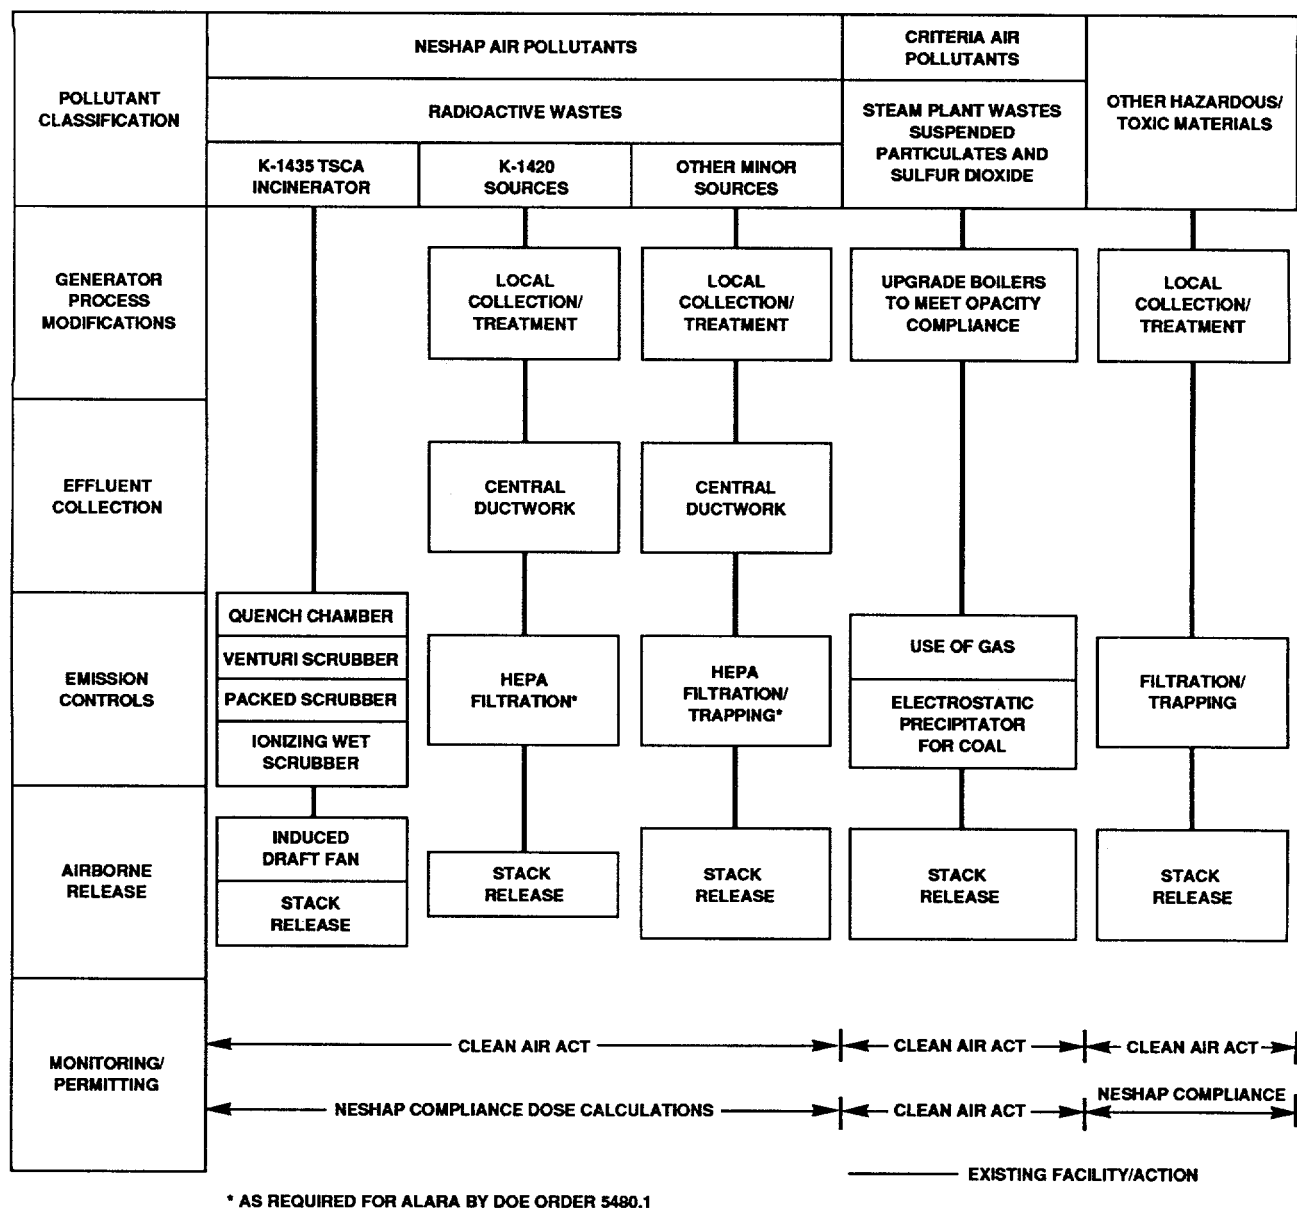 POLLUTANT
CLASSIFICATION
NESHAP AIR POLLUTANTS
CRITERIA AIR
POLLUTANTS
OTHER HAZARDOUS/
TOXIC MATERIALS
RADIOACTIVE WASTES
STEAM PLANT WASTES
SUSPENDED
PARTICULATES AND
SULFUR DIOXIDE
K-1435 TSCA
INCINERATOR
K-1420
SOURCES
OTHER MINOR
SOURCES
GENERATOR
PROCESS
MODIFICATIONS
LOCAL
COLLECTION/
TREATMENT
LOCAL
COLLECTION/
TREATMENT
UPGRADE BOILERS
TO MEET OPACITY
COMPLIANCE
LOCAL
COLLECTION/
TREATMENT
EFFLUENT
COLLECTION
CENTRAL
DUCTWORK
CENTRAL
DUCTWORK
EMISSION
CONTROLS
QUENCH CHAMBER
VENTURI SCRUBBER
PACKED SCRUBBER
IONIZING WET
SCRUBBER
HEPA
FILTRATION*
HEPA
FILTRATION/
TRAPPING*
USE OF GAS
ELECTROSTATIC
PRECIPITATOR
FOR COAL
FILTRATION/
TRAPPING
AIRBORNE
RELEASE
INDUCED
DRAFT FAN
STACK
RELEASE
STACK
RELEASE
STACK
RELEASE
STACK
RELEASE
STACK
RELEASE
MONITORING/
PERMITTING
CLEAN AIR ACT
CLEAN AIR ACT
CLEAN AIR ACT
NESHAP COMPLIANCE DOSE CALCULATIONS
CLEAN AIR ACT
NESHAP COMPLIANCE
EXISTING FACILITY/ACTION
* AS REQUIRED FOR ALARA BY DOE ORDER 5480.1